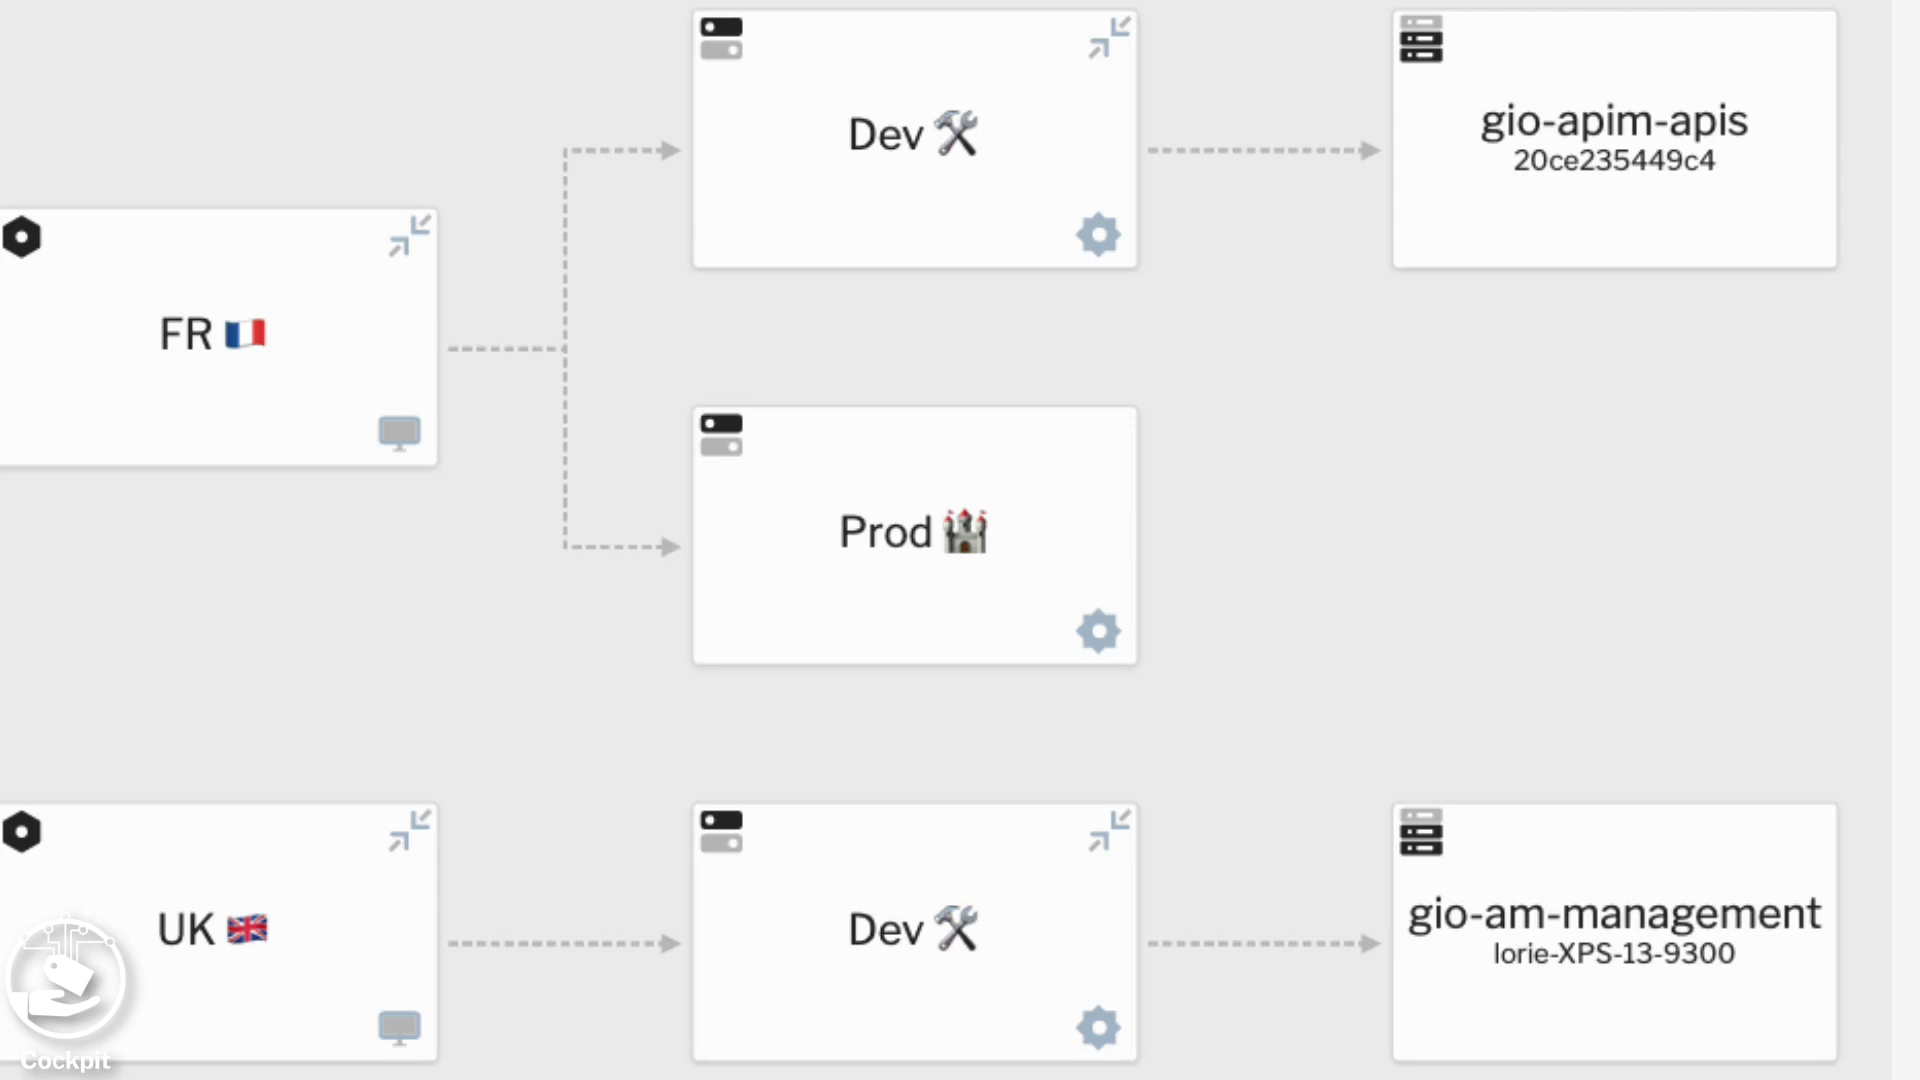 Dev
gio-apim-apis
20ce235449c4
FR
Prod
UK
Dev
gio-am-management
lorie-XPS-13-9300
Cockpit